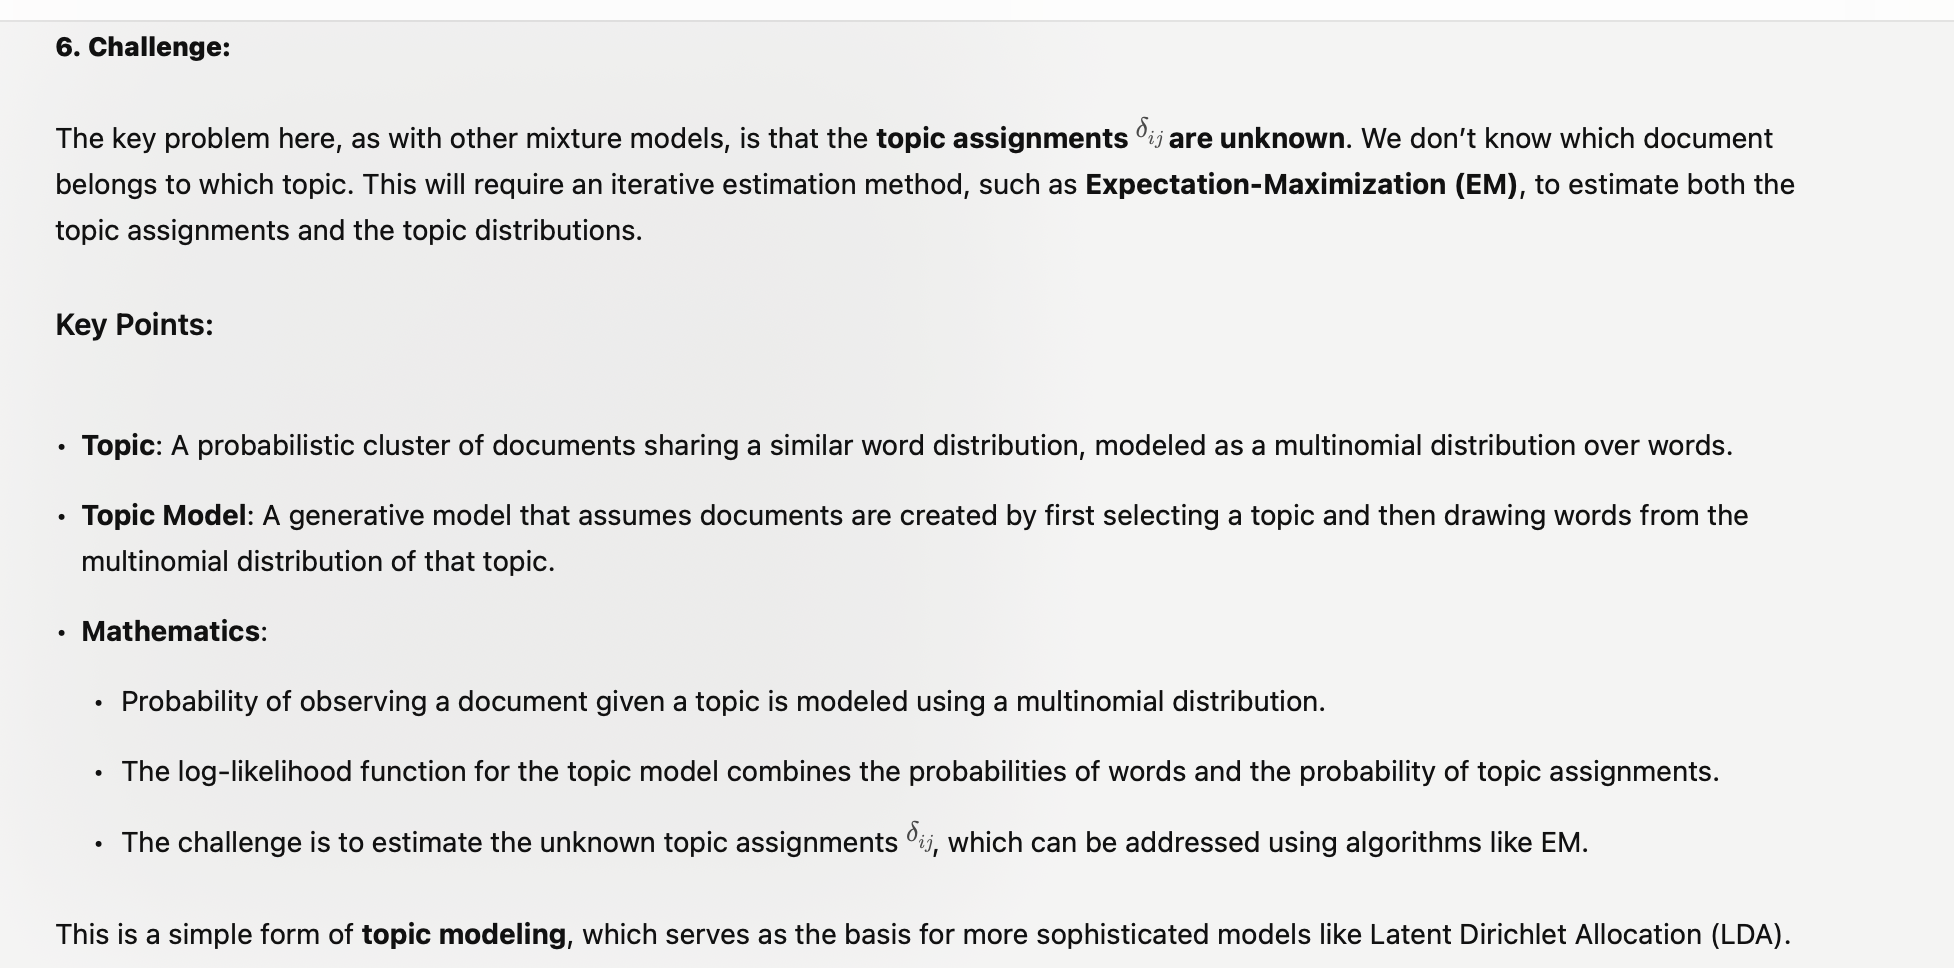 6. Challenge:
The key problem here, as with other mixture models, is that the topic assignments δij are unknown. We don’t know which document
belongs to which topic. This will require an iterative estimation method, such as Expectation-Maximization (EM), to estimate both the
topic assignments and the topic distributions.
Key Points:
• Topic: A probabilistic cluster of documents sharing a similar word distribution, modeled as a multinomial distribution over words.
• Topic Model: A generative model that assumes documents are created by first selecting a topic and then drawing words from the
multinomial distribution of that topic.
• Mathematics:
• Probability of observing a document given a topic is modeled using a multinomial distribution.
• The log-likelihood function for the topic model combines the probabilities of words and the probability of topic assignments.
• The challenge is to estimate the unknown topic assignments δij, which can be addressed using algorithms like EM.
This is a simple form of topic modeling, which serves as the basis for more sophisticated models like Latent Dirichlet Allocation (LDA).